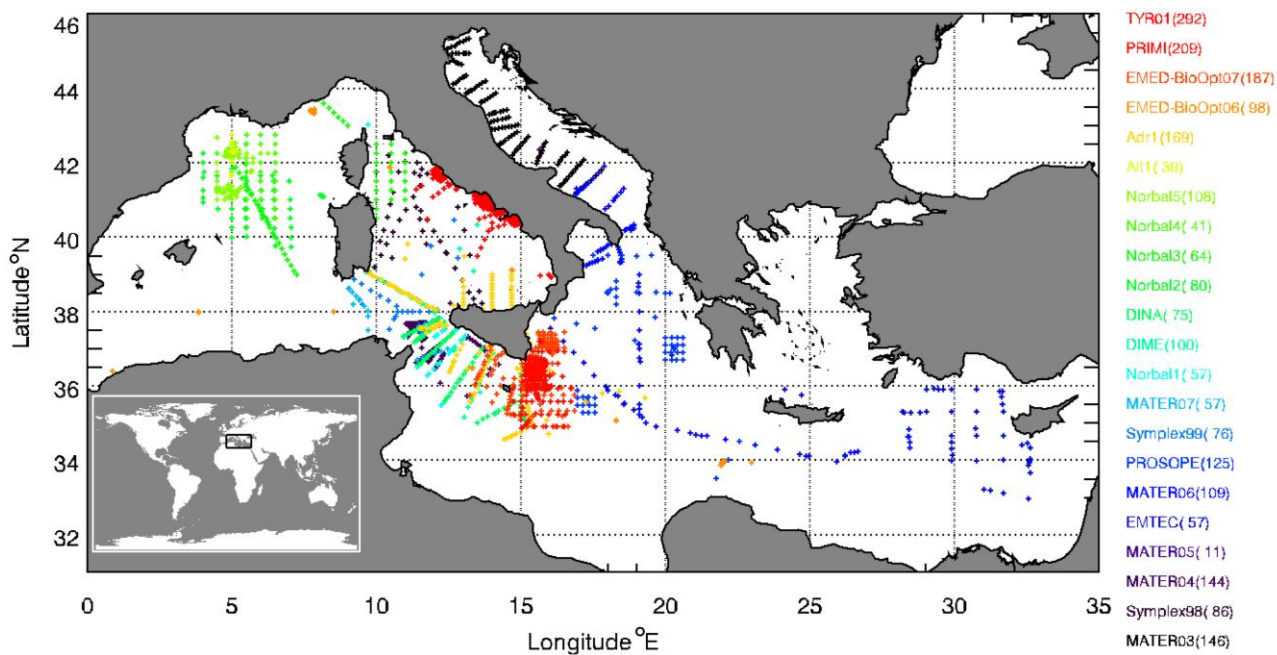 46
44
42
40
38
36
34
32
Latitude °N
0 5 10 15 20 25 30 35
Longitude °E
TYR01(292)
PRIMI(209)
EMED-BioOpt07(187)
EMED-BioOpt06( 98)
Adr1(169)
Alt1( 39)
Norbal5(108)
Norbal4( 41)
Norbal3( 64)
Norbal2( 80)
DINA( 75)
DIME(100)
Norbal1( 57)
MATER07( 57)
Symplex99( 76)
PROSOPE(125)
MATER06(109)
EMTEC( 57)
MATER05( 11)
MATER04(144)
Symplex98( 86)
MATER03(146)